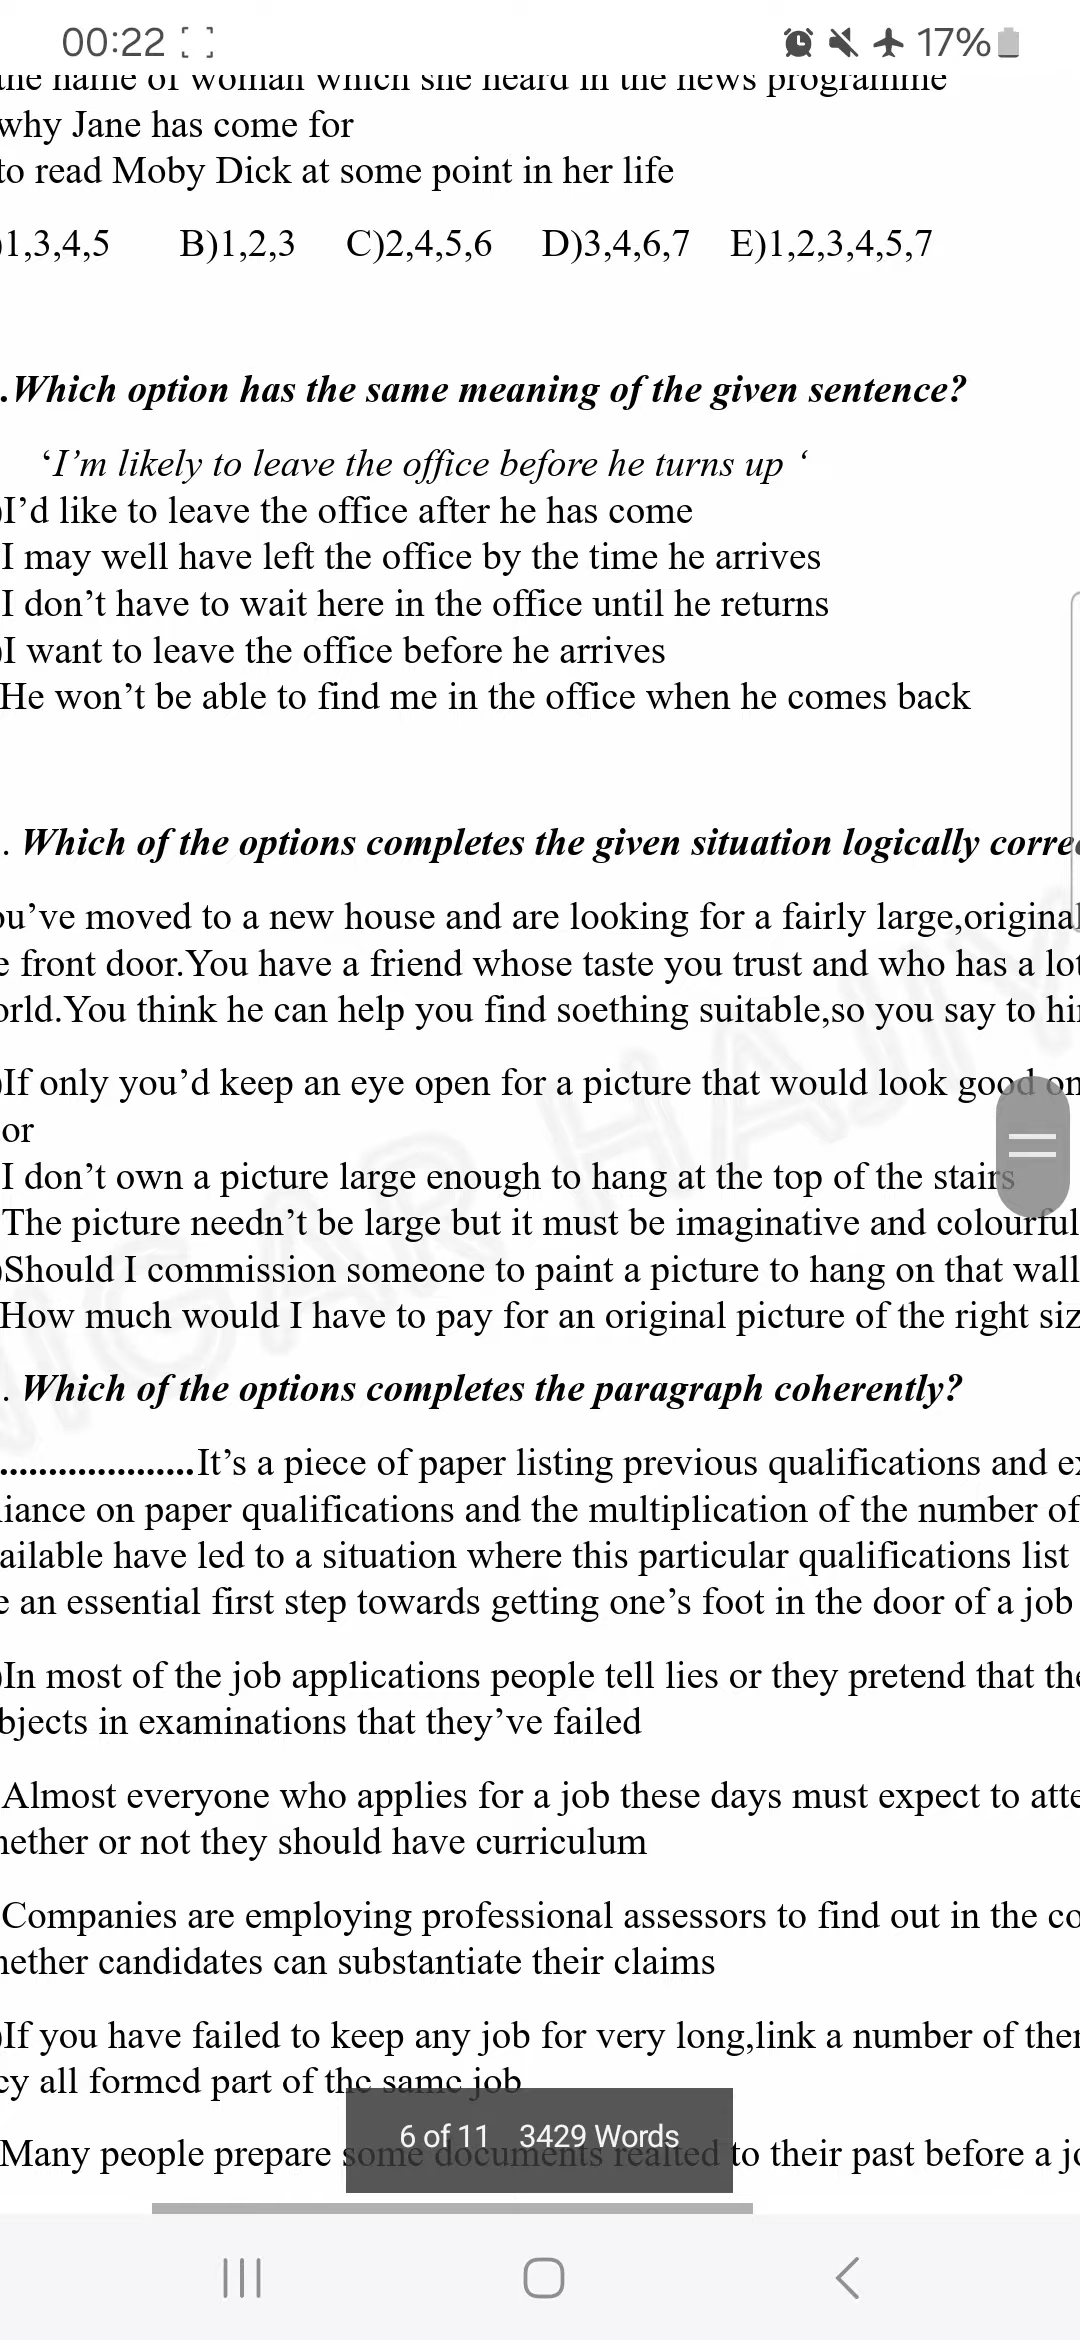 00:22
17%
name of woman which she heard in the news programme
why Jane has come for
to read Moby Dick at some point in her life
)1,3,4,5 B)1,2,3 C)2,4,5,6 D)3,4,6,7 E)1,2,3,4,5,7
.Which option has the same meaning of the given sentence?
‘I’m likely to leave the office before he turns up ‘
)I’d like to leave the office after he has come
I may well have left the office by the time he arrives
I don’t have to wait here in the office until he returns
)I want to leave the office before he arrives
He won’t be able to find me in the office when he comes back
. Which of the options completes the given situation logically corre
ou’ve moved to a new house and are looking for a fairly large,original
e front door.You have a friend whose taste you trust and who has a lot
orld.You think he can help you find soething suitable,so you say to hi
)If only you’d keep an eye open for a picture that would look good on
or
I don’t own a picture large enough to hang at the top of the stairs
The picture needn’t be large but it must be imaginative and colourful
)Should I commission someone to paint a picture to hang on that wall
How much would I have to pay for an original picture of the right siz
. Which of the options completes the paragraph coherently?
.....................It’s a piece of paper listing previous qualifications and ex
liance on paper qualifications and the multiplication of the number of
ailable have led to a situation where this particular qualifications list
e an essential first step towards getting one’s foot in the door of a job
)In most of the job applications people tell lies or they pretend that the
bjects in examinations that they’ve failed
Almost everyone who applies for a job these days must expect to atte
hether or not they should have curriculum
Companies are employing professional assessors to find out in the co
hether candidates can substantiate their claims
)If you have failed to keep any job for very long,link a number of ther
ey all formed part of the same job
6 of 11 3429 Words
Many people prepare some documents realted to their past before a jo